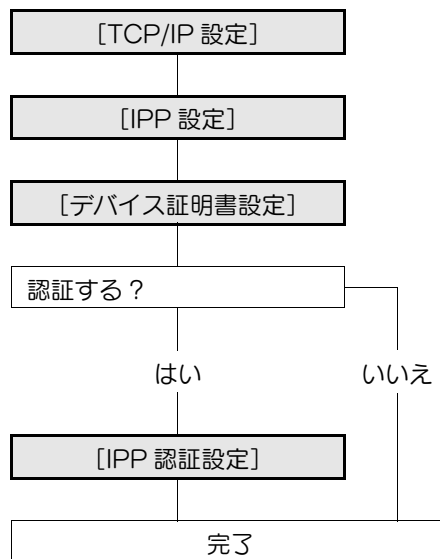 [TCP/IP 設定]
[IPP 設定]
[デバイス証明書設定]
認証する？
はい
いいえ
[IPP 認証設定]
完了